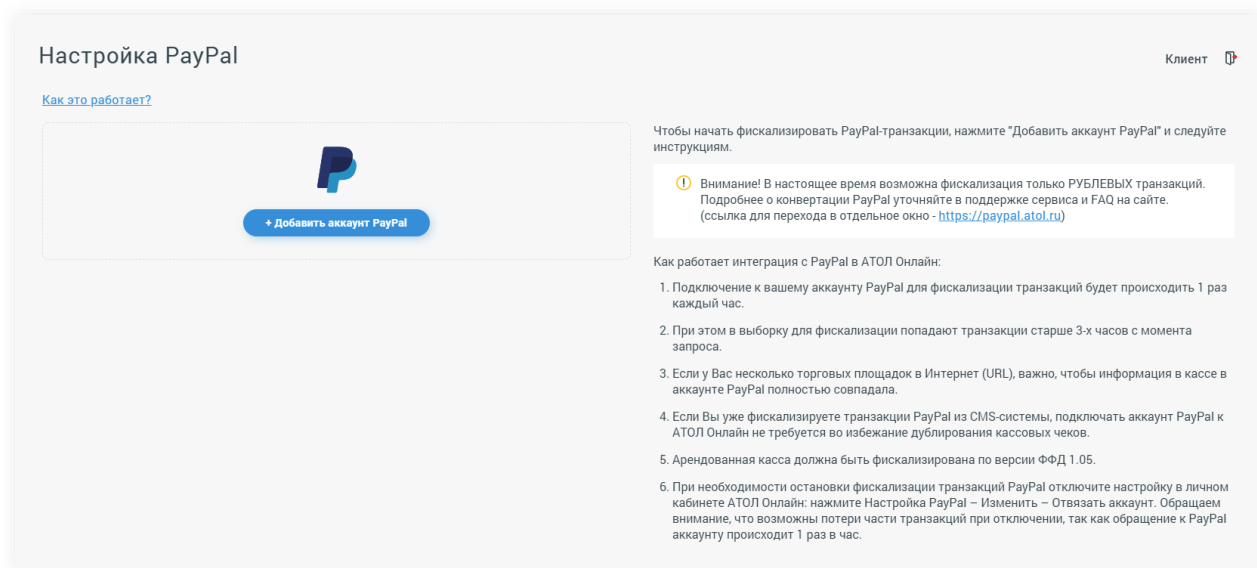 Настройка PayPal
Клиент
Как это работает?
+ Добавить аккаунт PayPal
Чтобы начать фискализировать PayPal-транзакции, нажмите "Добавить аккаунт PayPal" и следуйте
инструкциям.
Внимание! В настоящее время возможна фискализация только РУБЛЕВЫХ транзакций.
Подробнее о конвертации PayPal уточняйте в поддержке сервиса и FAQ на сайте.
(ссылка для перехода в отдельное окно - https://paypal.atol.ru)
Как работает интеграция с PayPal в АТОЛ Онлайн:
1. Подключение к вашему аккаунту PayPal для фискализации транзакций будет происходить 1 раз
каждый час.
2. При этом в выборку для фискализации попадают транзакции старше 3-х часов с момента
запроса.
3. Если у Вас несколько торговых площадок в Интернет (URL), важно, чтобы информация в кассе в
аккаунте PayPal полностью совпадала.
4. Если Вы уже фискализируете транзакции PayPal из CMS-системы, подключать аккаунт PayPal к
АТОЛ Онлайн не требуется во избежание дублирования кассовых чеков.
5. Арендованная касса должна быть фискализирована по версии ФФД 1.05.
6. При необходимости остановки фискализации транзакций PayPal отключите настройку в личном
кабинете АТОЛ Онлайн: нажмите Настройка PayPal – Изменить – Отвязать аккаунт. Обращаем
внимание, что возможны потери части транзакций при отключении, так как обращение к PayPal
аккаунту происходит 1 раз в час.